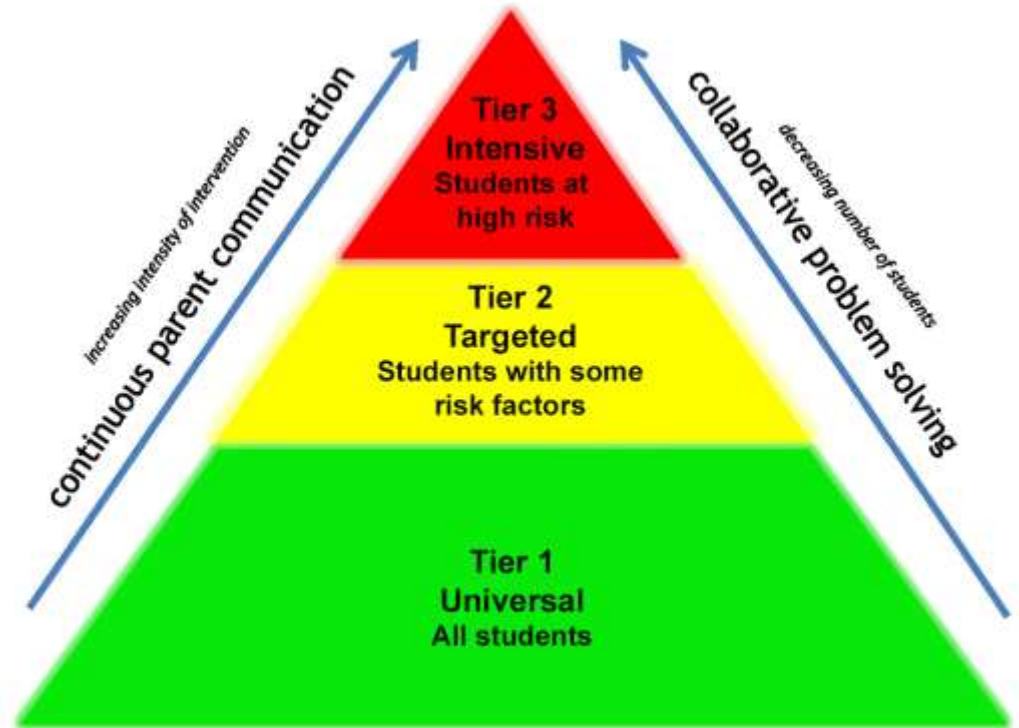 Tier 3
Intensive
Students at
high risk
Tier 2
Targeted
Students with some
risk factors
Tier 1
Universal
All students
increasing intensity of intervention
continuous parent communication
collaborative problem solving
decreasing number of students